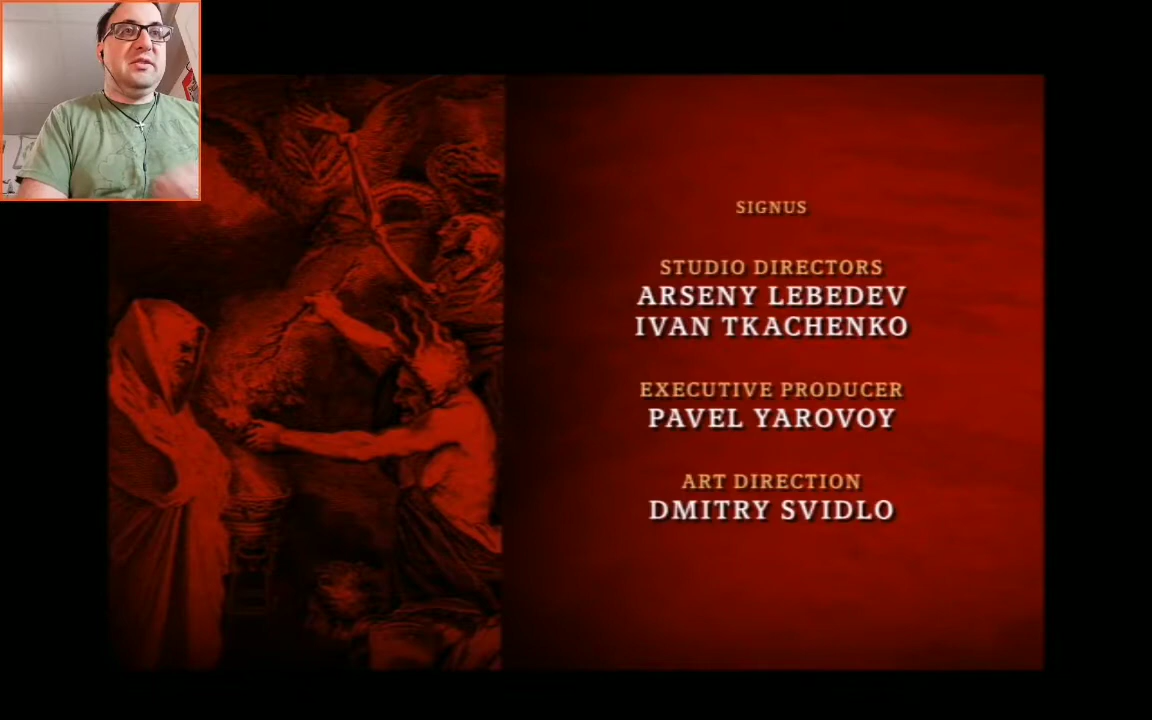 SIGNUS
STUDIO DIRECTORS
ARSENY LEBEDEV
IVAN TKACHENKO
EXECUTIVE PRODUCER
PAVEL YAROVOY
ART DIRECTION
DMITRY SVIDLO